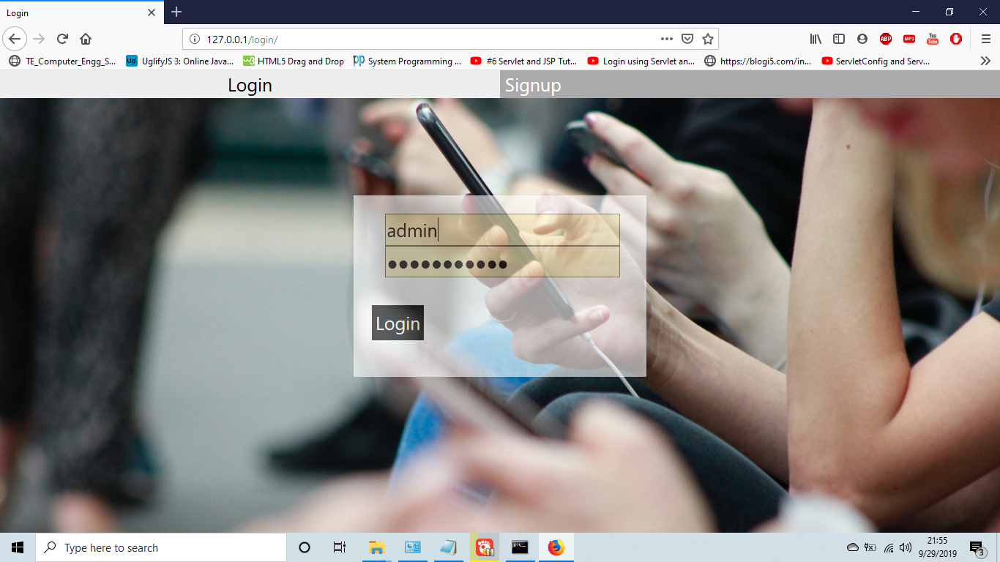 Login
127.0.0.1/login/
TE_Computer_Engg_S...
UglifyJS 3: Online Java...
HTML5 Drag and Drop
System Programming ...
#6 Servlet and JSP Tut...
Login using Servlet an...
https://blogi5.com/in...
ServletConfig and Serv...
Login
Signup
admin
Login
Type here to search
21:55
9/29/2019
3